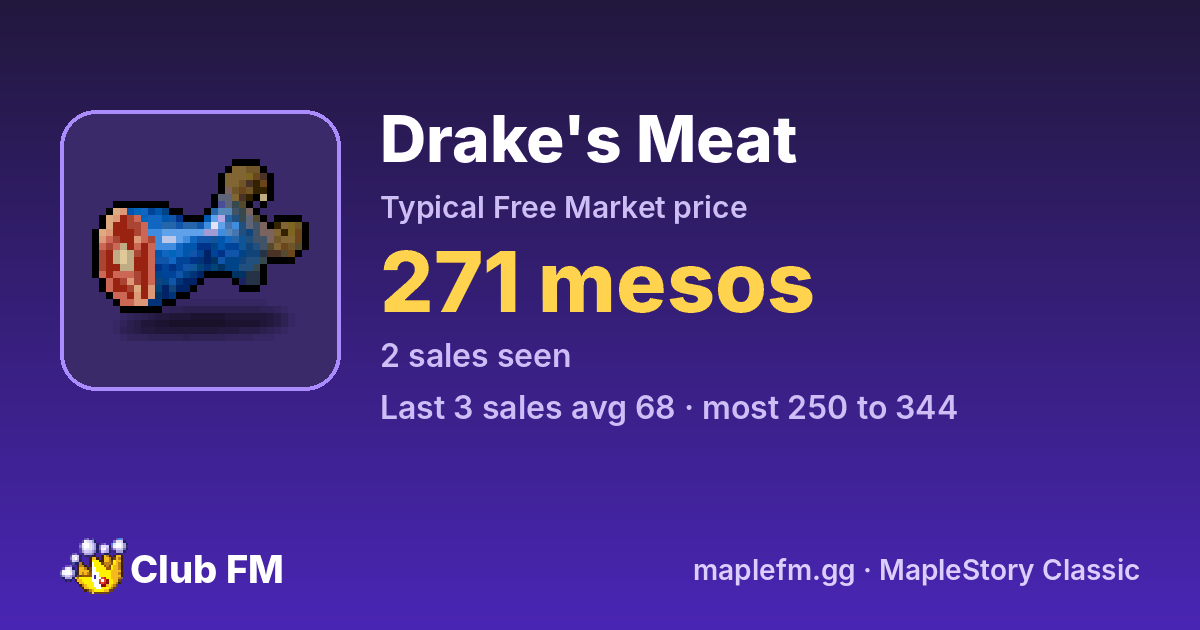 Drake's Meat
Typical Free Market price
271 mesos
2 sales seen
Last 3 sales avg 68 · most 250 to 344
Club FM
maplefm.gg · MapleStory Classic